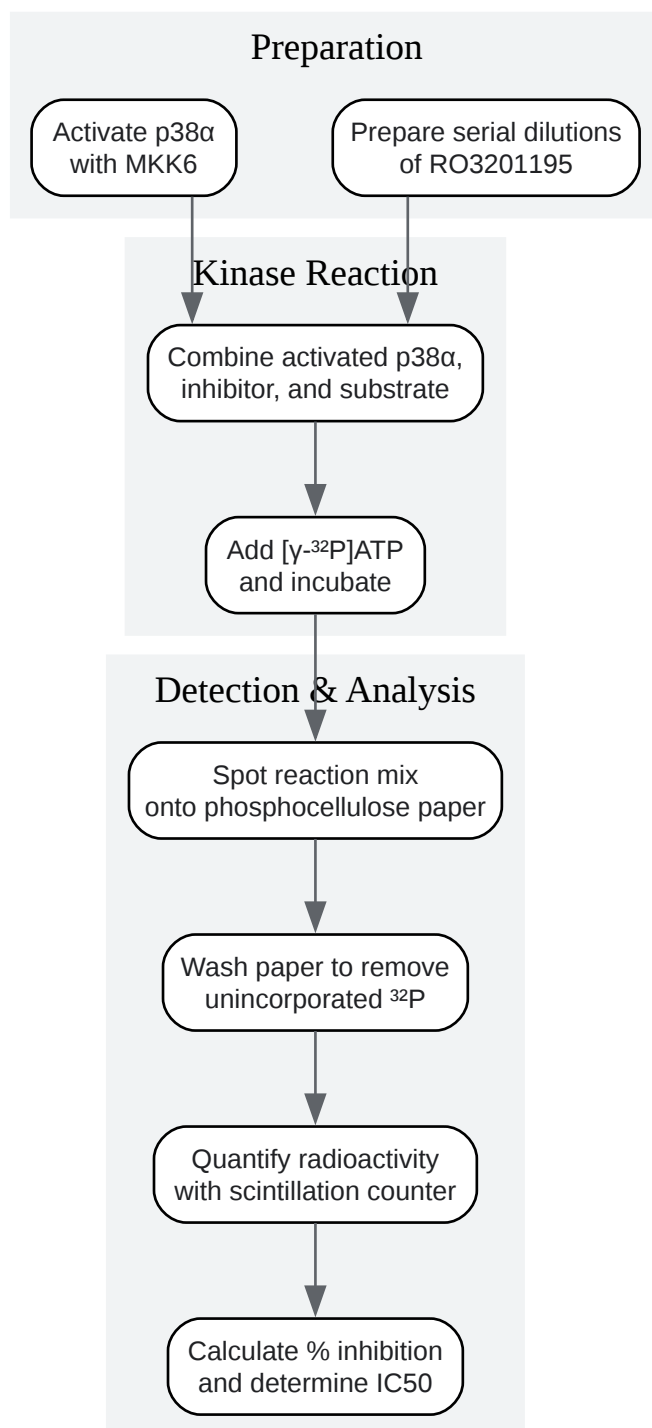 Preparation
Activate p38α
with MKK6
Prepare serial dilutions
of RO3201195
Kinase Reaction
Combine activated p38α,
inhibitor, and substrate
Add [γ-³²P]ATP
and incubate
Detection & Analysis
Spot reaction mix
onto phosphocellulose paper
Wash paper to remove
unincorporated ³²P
Quantify radioactivity
with scintillation counter
Calculate % inhibition
and determine IC50